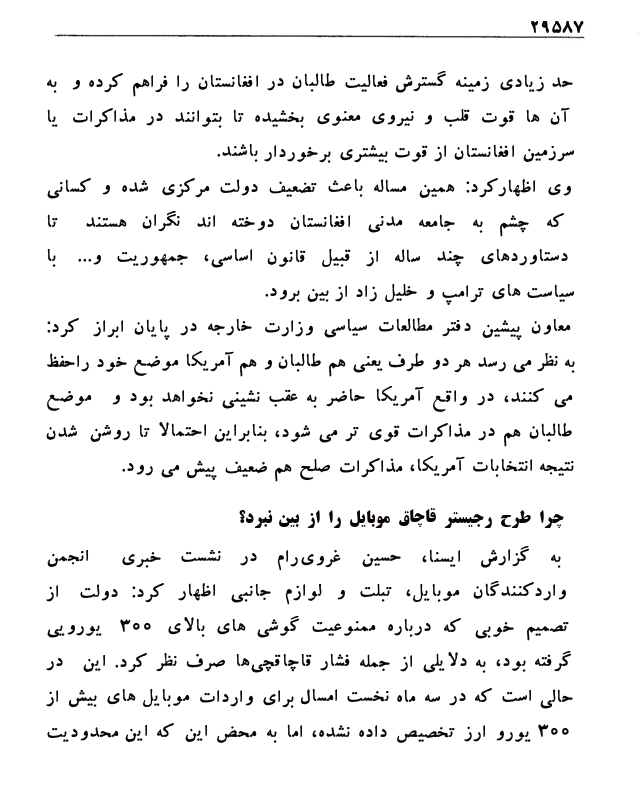 ۲۹۵۸۷
حد زیادی زمینه گسترش فعالیت طالبان در افغانستان را فراهم کرده و به
آن ها قوت قلب و نیروی معنوی بخشیده تا بتوانند در مذاکرات یا
سرزمین افغانستان از قوت بیشتری برخوردار باشند.
وی اظهارکرد: همین مساله باعث تضعیف دولت مرکزی شده و کسانی
که چشم به جامعه مدنی افغانستان دوخته اند نگران هستند تا
دستاوردهای چند ساله از قبیل قانون اساسی، جمهوریت و... با
سیاست های ترامپ و خلیل زاد از بین برود.
معاون پیشین دفتر مطالعات سیاسی وزارت خارجه در پایان ابراز کرد:
به نظر می رسد هر دو طرف یعنی هم طالبان و هم آمریکا موضع خود راحفظ
می کنند، در واقع آمریکا حاضر به عقب نشینی نخواهد بود و موضع
طالبان هم در مذاکرات قوی تر می شود، بنابراین احتمالا تا روشن شدن
نتیجه انتخابات آمریکا، مذاکرات صلح هم ضعیف پیش می رود.
چرا طرح رجیستر قاچاق موبایل را از بین نبرد؟
به گزارش ایسنا، حسین غروی‌رام در نشست خبری انجمن
واردکنندگان موبایل، تبلت و لوازم جانبی اظهار کرد: دولت از
تصمیم خوبی که درباره ممنوعیت گوشی های بالای ۳۰۰ یورویی
گرفته بود، به دلایلی از جمله فشار قاچاقچی‌ها صرف نظر کرد. این در
حالی است که در سه ماه نخست امسال برای واردات موبایل های بیش از
۳۰۰ یورو ارز تخصیص داده نشده، اما به محض این که این محدودیت